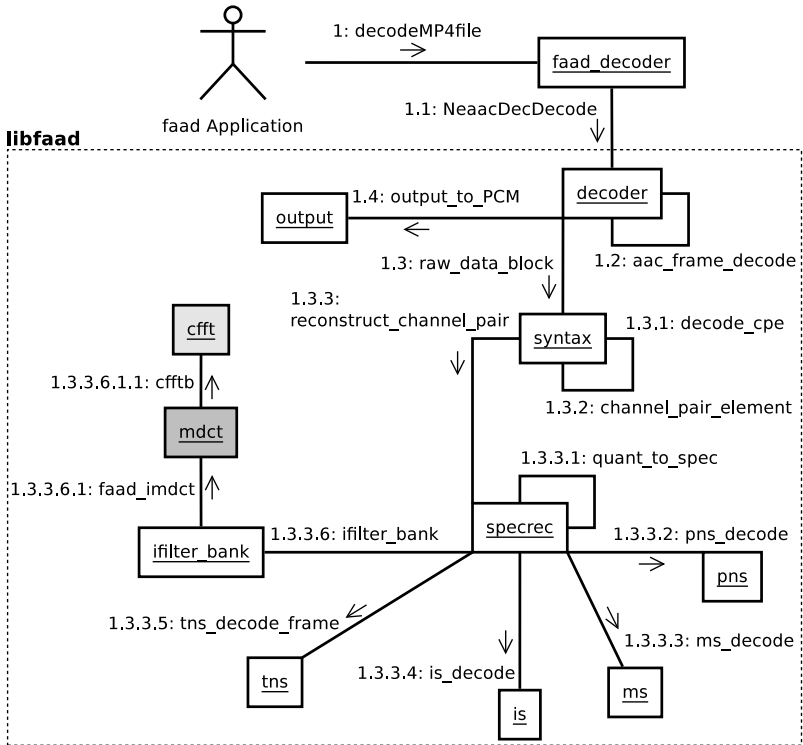 1: decodeMP4file
faad_decoder
faad Application
1.1: NeaacDecDecode
libfaad
decoder
1.4: output_to_PCM
output
1.2: aac_frame_decode
1.3: raw_data_block
1.3.3:
reconstruct_channel_pair
1.3.1: decode_cpe
syntax
cfft
1.3.3.6.1.1: cfftb
1.3.2: channel_pair_element
mdct
1.3.3.1: quant_to_spec
1.3.3.6.1: faad_imdct
specrec
1.3.3.6: ifilter_bank
1.3.3.2: pns_decode
ifilter_bank
pns
1.3.3.5: tns_decode_frame
1.3.3.3: ms_decode
1.3.3.4: is_decode
tns
ms
is